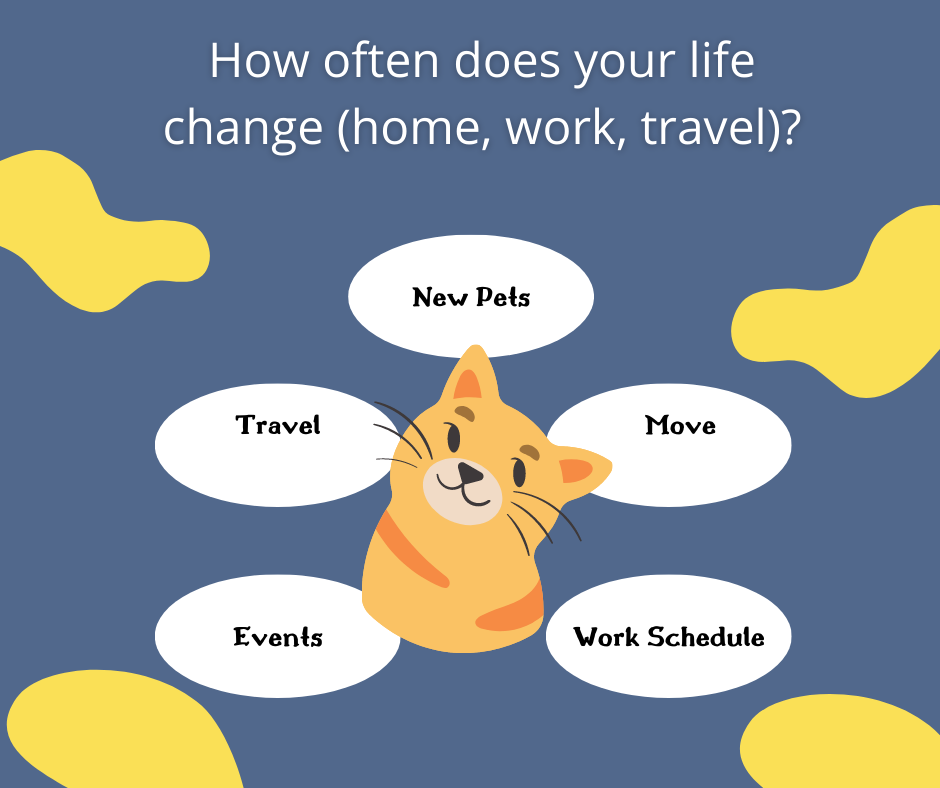 How often does your life
change (home, work, travel)?
New Pets
Travel
Move
Events
Work Schedule